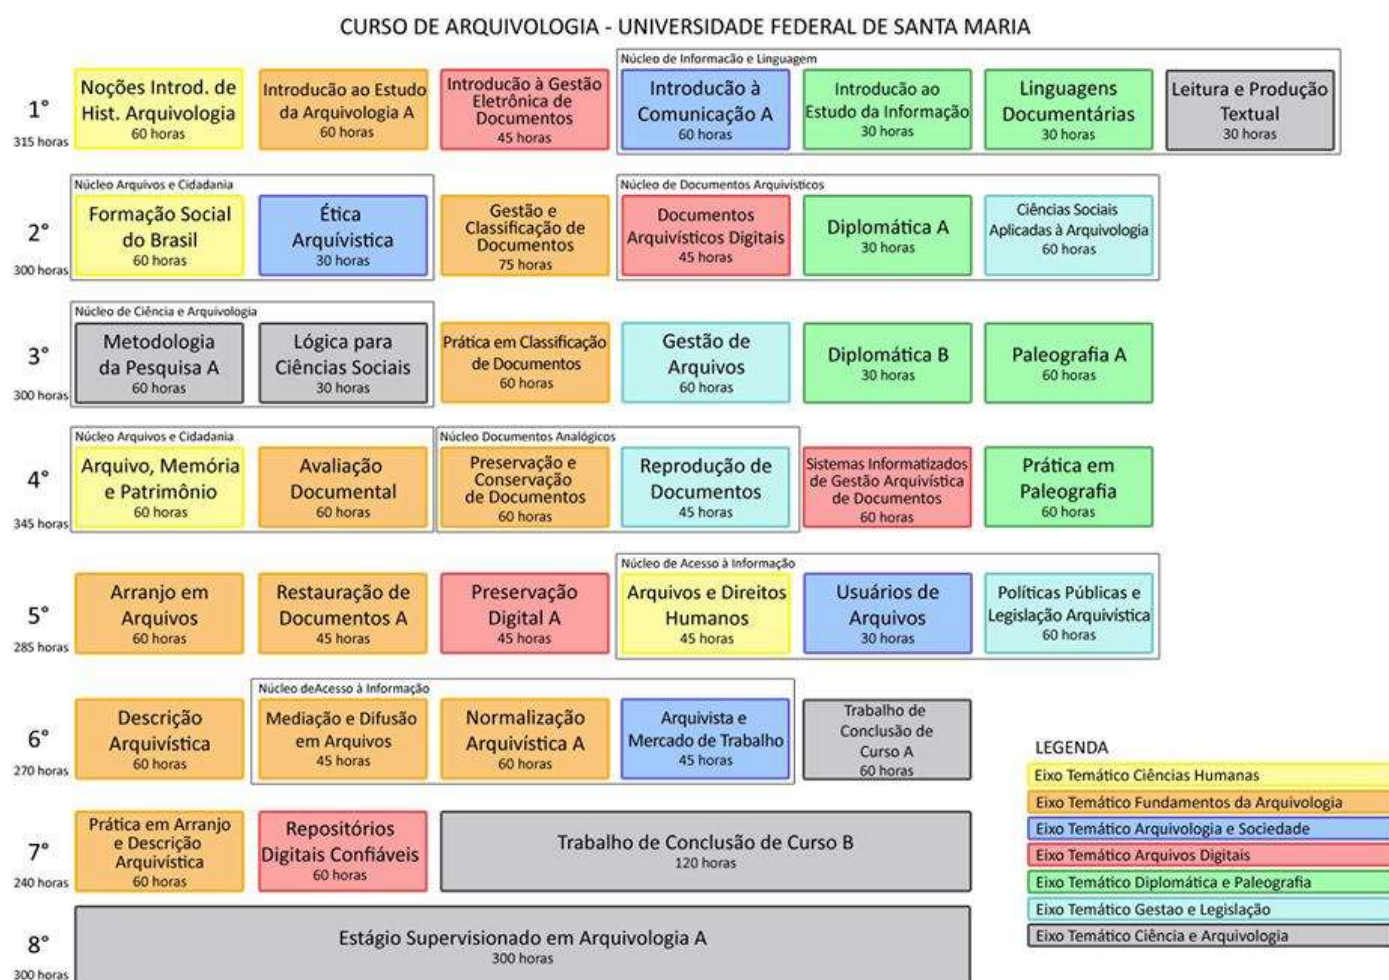 CURSO DE ARQUIVOLOGIA - UNIVERSIDADE FEDERAL DE SANTA MARIA
1°
315 horas
Noções Introd. de
Hist. Arquivologia
60 horas
Introducão ao Estudo
da Arquivologia A
60 horas
Introducão à Gestão
Eletrônica de
Documentos
45 horas
Núcleo de Informacão e Linguagem
Introdução à
Comunicação A
60 horas
Introdução ao
Estudo da Informação
30 horas
Linguagens
Documentárias
30 horas
Leitura e Produção
Textual
30 horas
2°
300 horas
Núcleo Arquivos e Cidadania
Formação Social
do Brasil
60 horas
Ética
Arquívistica
30 horas
Gestão e
Classificação de
Documentos
75 horas
Núcleo de Documentos Arquivísticos
Documentos
Arquivísticos Digitais
45 horas
Diplomática A
30 horas
Ciências Sociais
Aplicadas à Arquivologia
60 horas
3°
300 horas
Núcleo de Ciência e Arquivologia
Metodologia
da Pesquisa A
60 horas
Lógica para
Ciências Sociais
30 horas
Prática em Classificação
de Documentos
60 horas
Gestão de
Arquivos
60 horas
Diplomática B
30 horas
Paleografia A
60 horas
4°
345 horas
Núcleo Arquivos e Cidadania
Arquivo, Memória
e Patrimônio
60 horas
Avaliação
Documental
60 horas
Núcleo Documentos Analógicos
Preservação e
Conservação
de Documentos
60 horas
Reprodução de
Documentos
45 horas
Sistemas Informatizados
de Gestão Arquivística
de Documentos
60 horas
Prática em
Paleografia
60 horas
5°
285 horas
Arranjo em
Arquivos
60 horas
Restauração de
Documentos A
45 horas
Preservação
Digital A
45 horas
Núcleo de Acesso à Informação
Arquivos e Direitos
Humanos
45 horas
Usuários de
Arquivos
30 horas
Políticas Públicas e
Legislação Arquivística
60 horas
6°
270 horas
Descrição
Arquivística
60 horas
Núcleo deAcesso à Informação
Mediação e Difusão
em Arquivos
45 horas
Normalização
Arquivística A
60 horas
Arquivista e
Mercado de Trabalho
45 horas
Trabalho de
Conclusão de
Curso A
60 horas
7°
240 horas
Prática em Arranjo
e Descrição
Arquivística
60 horas
Repositórios
Digitais Confiáveis
60 horas
Trabalho de Conclusão de Curso B
120 horas
8°
300 horas
Estágio Supervisionado em Arquivologia A
300 horas
LEGENDA
Eixo Temático Ciências Humanas
Eixo Temático Fundamentos da Arquivologia
Eixo Temático Arquivologia e Sociedade
Eixo Temático Arquivos Digitais
Eixo Temático Diplomática e Paleografia
Eixo Temático Gestao e Legislação
Eixo Temático Ciência e Arquivologia